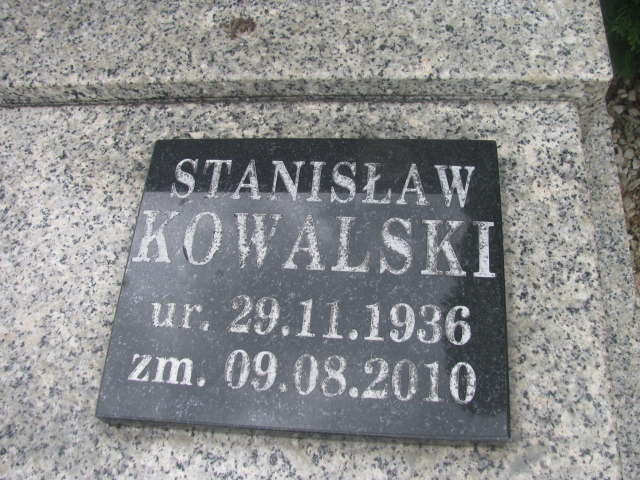 STANISŁAW
KOWALSKI
ur. 29.11.1936
zm. 09.08.2010